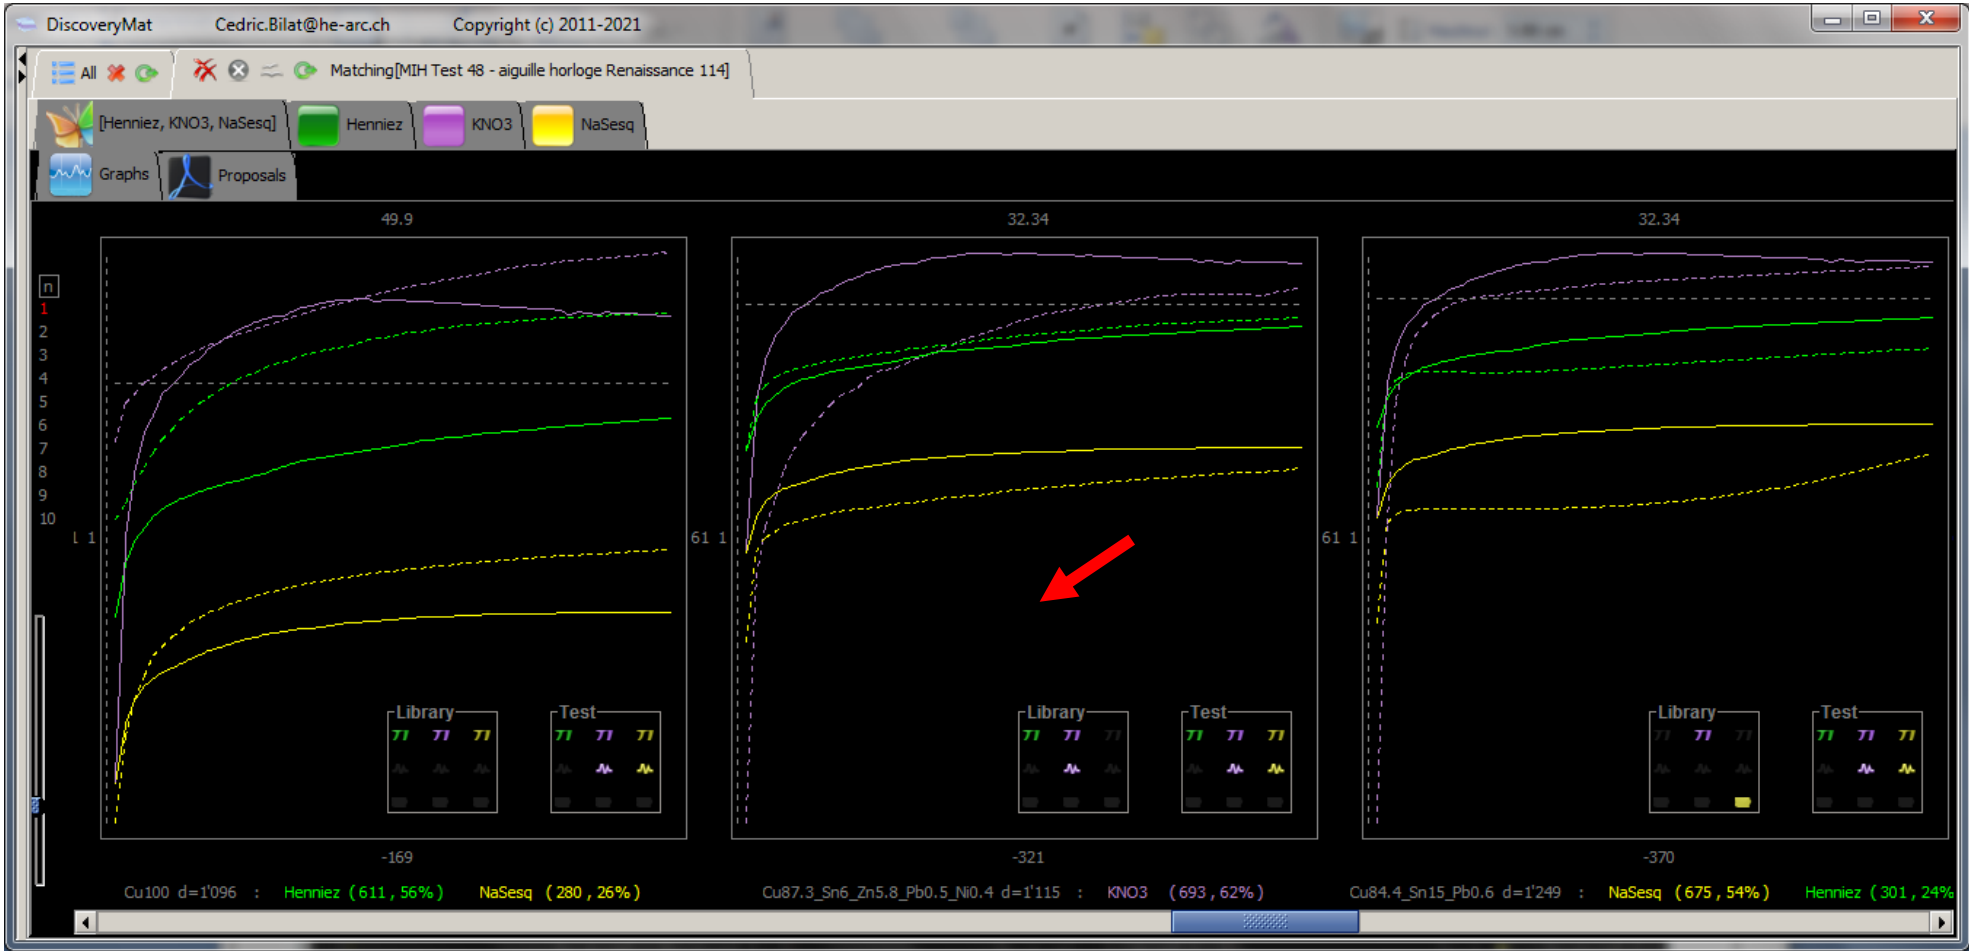 DiscoveryMat Cedric.Bilat@he-arc.ch Copyright (c) 2011-2021
All Matching[MIH Test 48 - aiguille horloge Renaissance 114]
[Henniez, KNO3, NaSesq] Henniez KNO3 NaSesq
Graphs Proposals
49.9 32.34 32.34
n
1
2
3
4
5
6
7
8
9
10
1 61 1 61 1
Library Test Library Test Library Test
-169 -321 -370
Cu100 d=1'096 : Henniez (611, 56%) NaSesq (280, 26%) Cu87.3_Sn6_Zn5.8_Pb0.5_Ni0.4 d=1'115 : KNO3 (693, 62%) Cu84.4_Sn15_Pb0.6 d=1'249 : NaSesq (675, 54%) Henniez (301, 24%